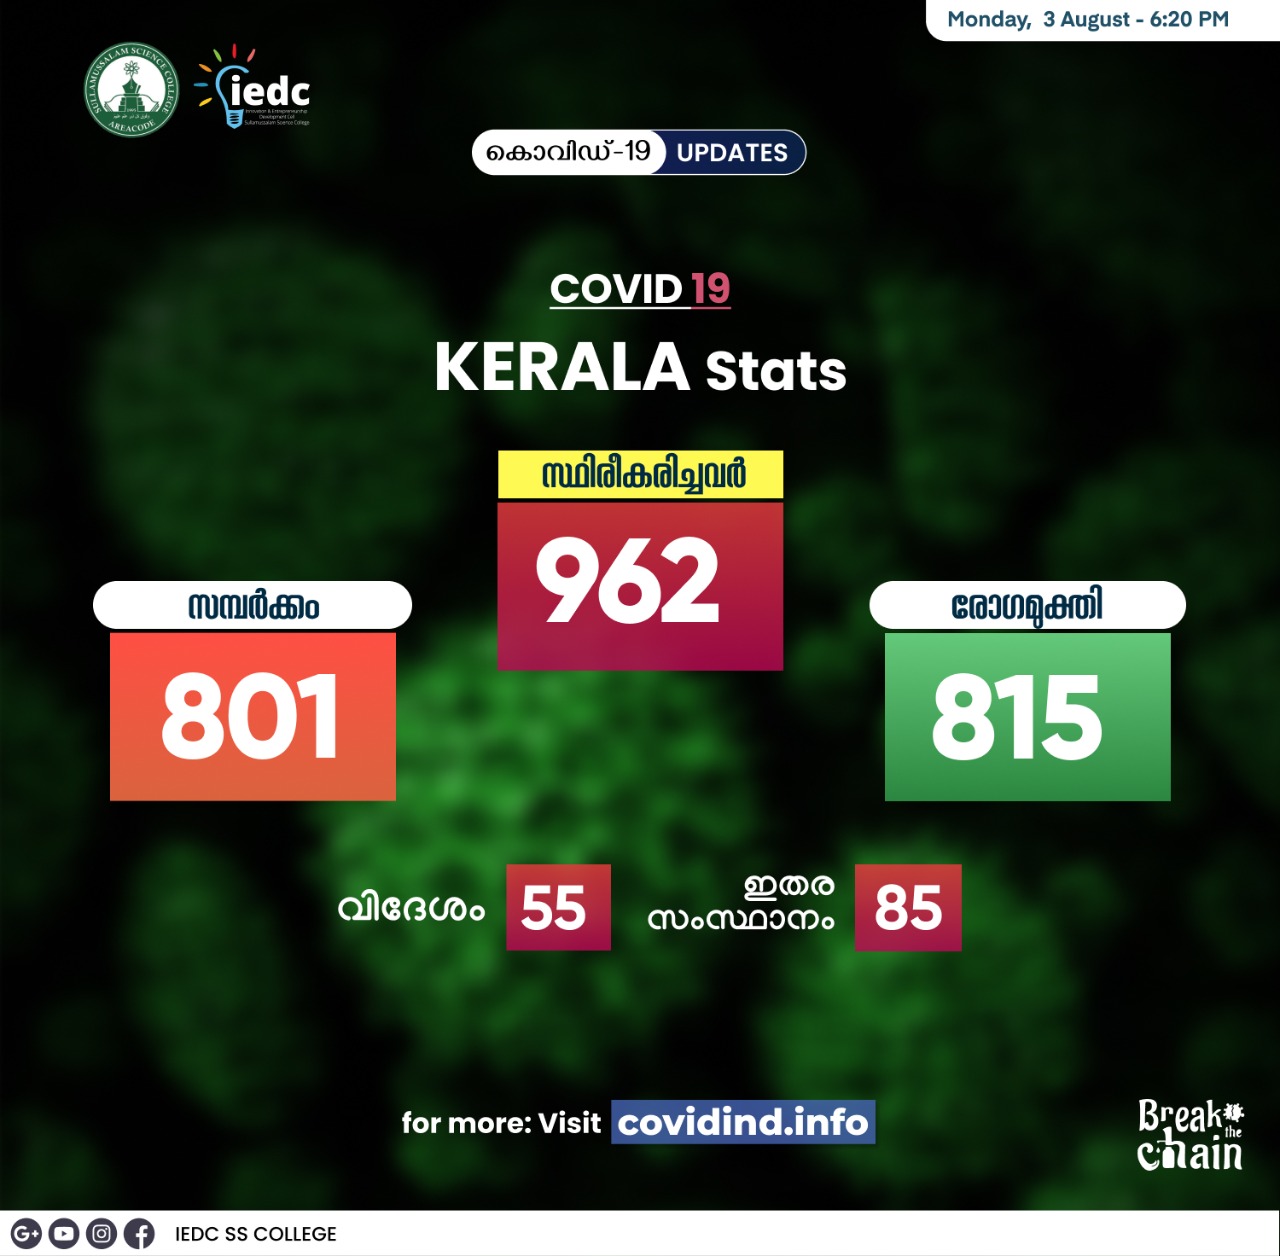 Monday, 3 August - 6:20 PM
SULLAMUSSALAM SCIENCE COLLEGE
AREACODE
iedc
Innovation & Entrepreneurship
Development Cell
Sullamussalam Science College
കൊവിഡ്-19 UPDATES
COVID 19
KERALA Stats
സ്ഥിരീകരിച്ചവർ
962
സമ്പർക്കം
801
രോഗമുക്തി
815
വിദേശം 55
ഇതര
സംസ്ഥാനം 85
for more: Visit covidind.info
Break
the
chain
G+ f IEDC SS COLLEGE